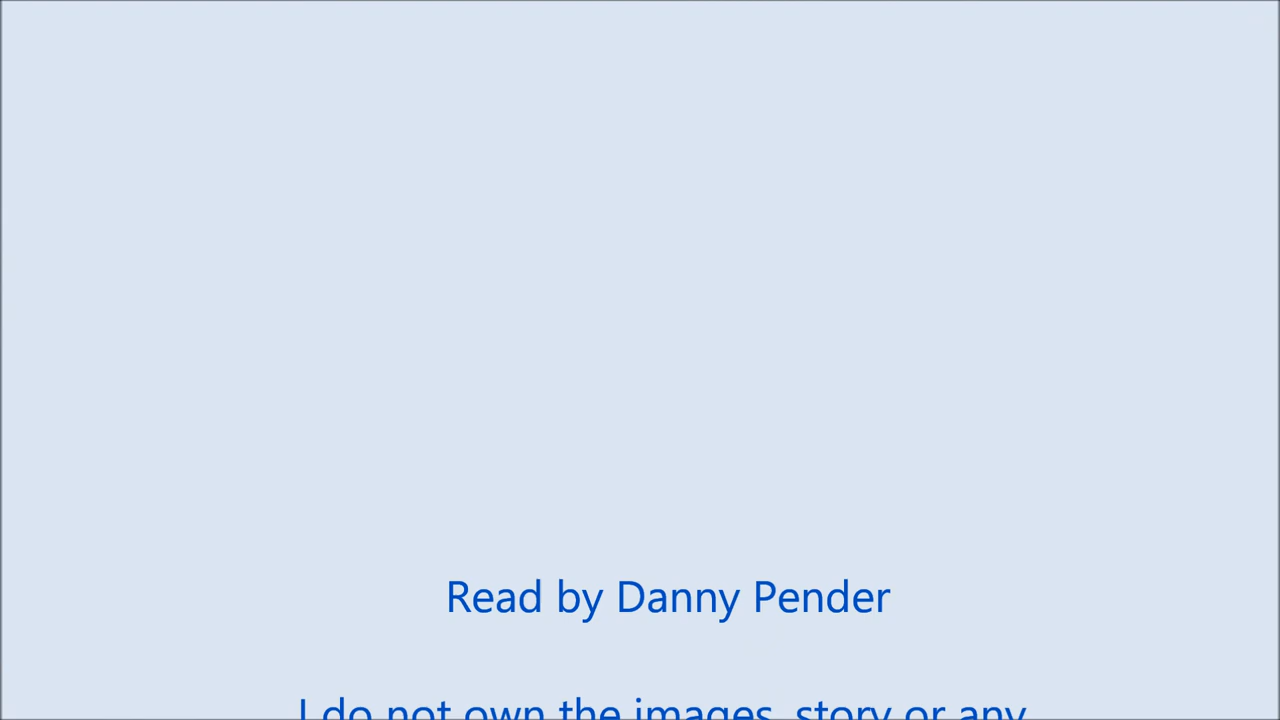 Read by Danny Pender
I do not own the images, story or any